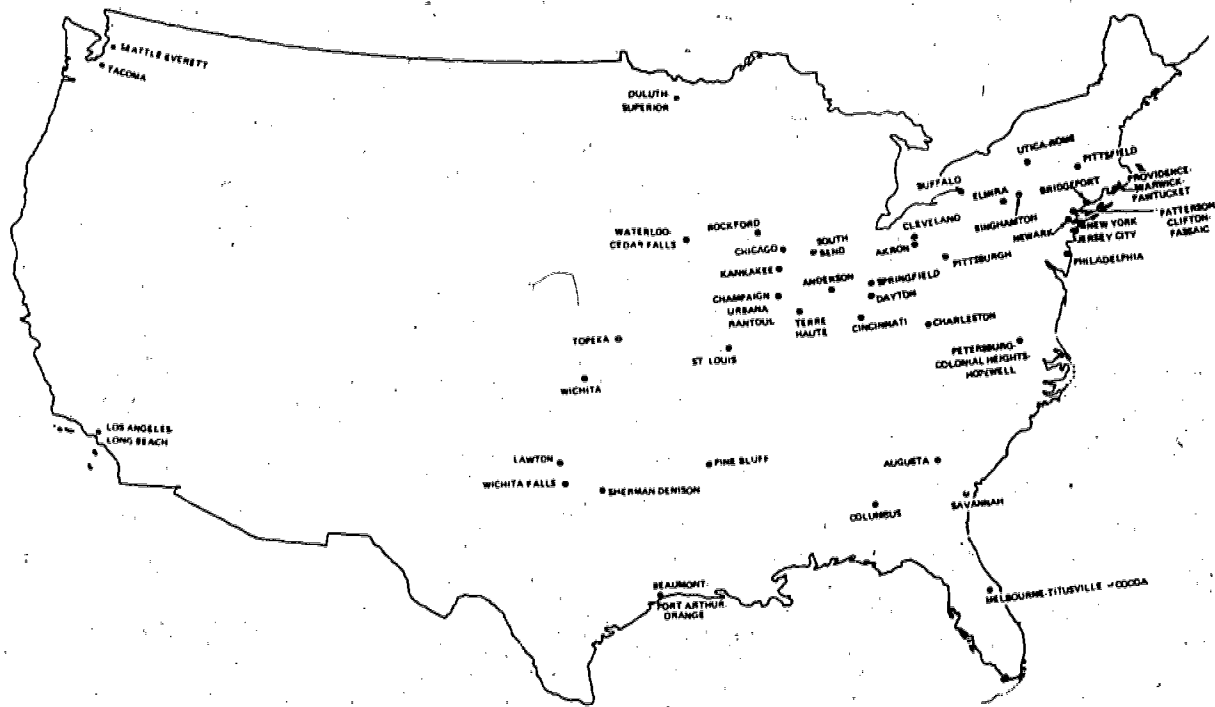 SEATTLE EVERETT
TACOMA
DULUTH-
SUPERIOR
UTICA-ROME
PITTSFIELD
BUFFALO
ELMIRA
BRIDGEPORT
PROVIDENCE-
WARWICK-
PAWTUCKET
BINGHAMTON
NEWARK
NEW YORK
JERSEY CITY
PATTERSON
CLIFTON-
PASSAIC
PHILADELPHIA
CLEVELAND
AKRON
PITTSBURGH
WATERLOO-
CEDAR FALLS
ROCKFORD
CHICAGO
SOUTH
BEND
KANKAKEE
ANDERSON
SPRINGFIELD
DAYTON
CHAMPAIGN
URBANA
RANTOUL
TERRE
HAUTE
CINCINNATI
CHARLESTON
TOPEKA
ST LOUIS
PETERSBURG-
COLONIAL HEIGHTS-
HOPEWELL
WICHITA
LOS ANGELES-
LONG BEACH
LAWTON
PINE BLUFF
AUGUSTA
WICHITA FALLS
SHERMAN DENISON
SAVANNAH
COLUMBUS
BEAUMONT-
PORT ARTHUR-
ORANGE
MELBOURNE-TITUSVILLE - COCOA